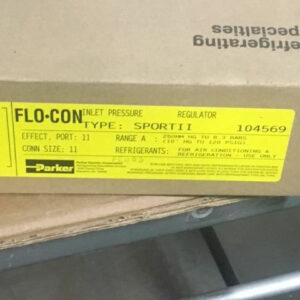 refrigerating
specialties
FLO-CON INLET PRESSURE REGULATOR
TYPE: SPORTII 104569
EFFECT. PORT: 11 RANGE A - 250MM HG TO 8.3 BARS
(10" HG TO 120 PSIG)
CONN SIZE: 11 REFRIGERANTS: FOR AIR CONDITIONING &
REFRIGERATION - USE ONLY
Parker